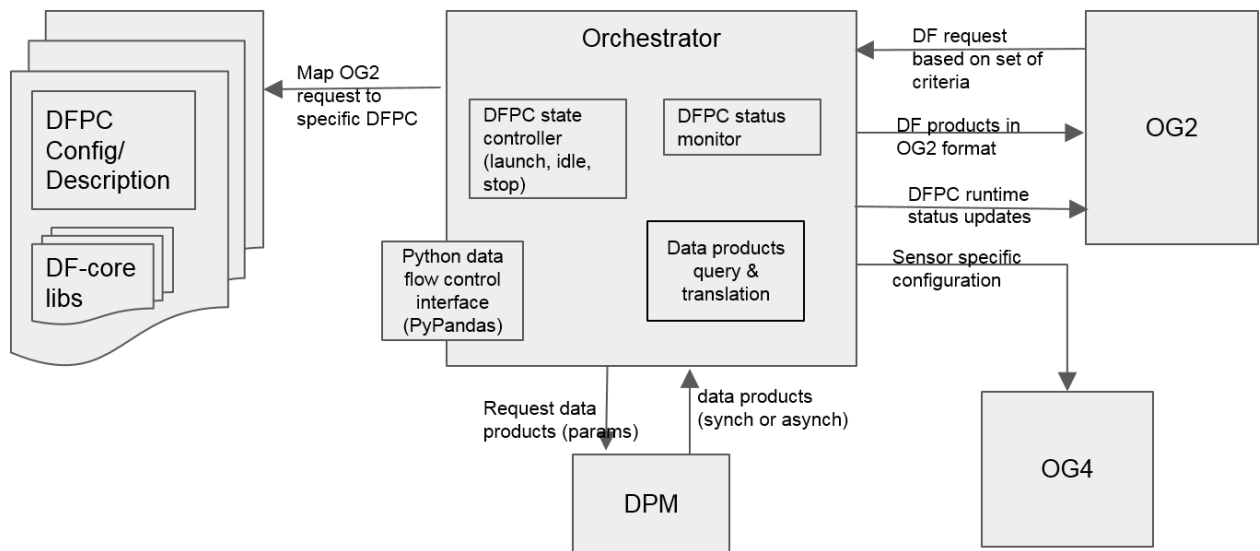 Orchestrator
DFPC
Config/
Description
DF-core
libs
Map OG2
request to
specific DFPC
DFPC state
controller
(launch, idle,
stop)
DFPC status
monitor
Python data
flow control
interface
(PyPandas)
Data products
query &
translation
DF request
based on set of
criteria
DF products in
OG2 format
DFPC runtime
status updates
Sensor specific
configuration
OG2
Request data
products (params)
data products
(synch or asynch)
DPM
OG4